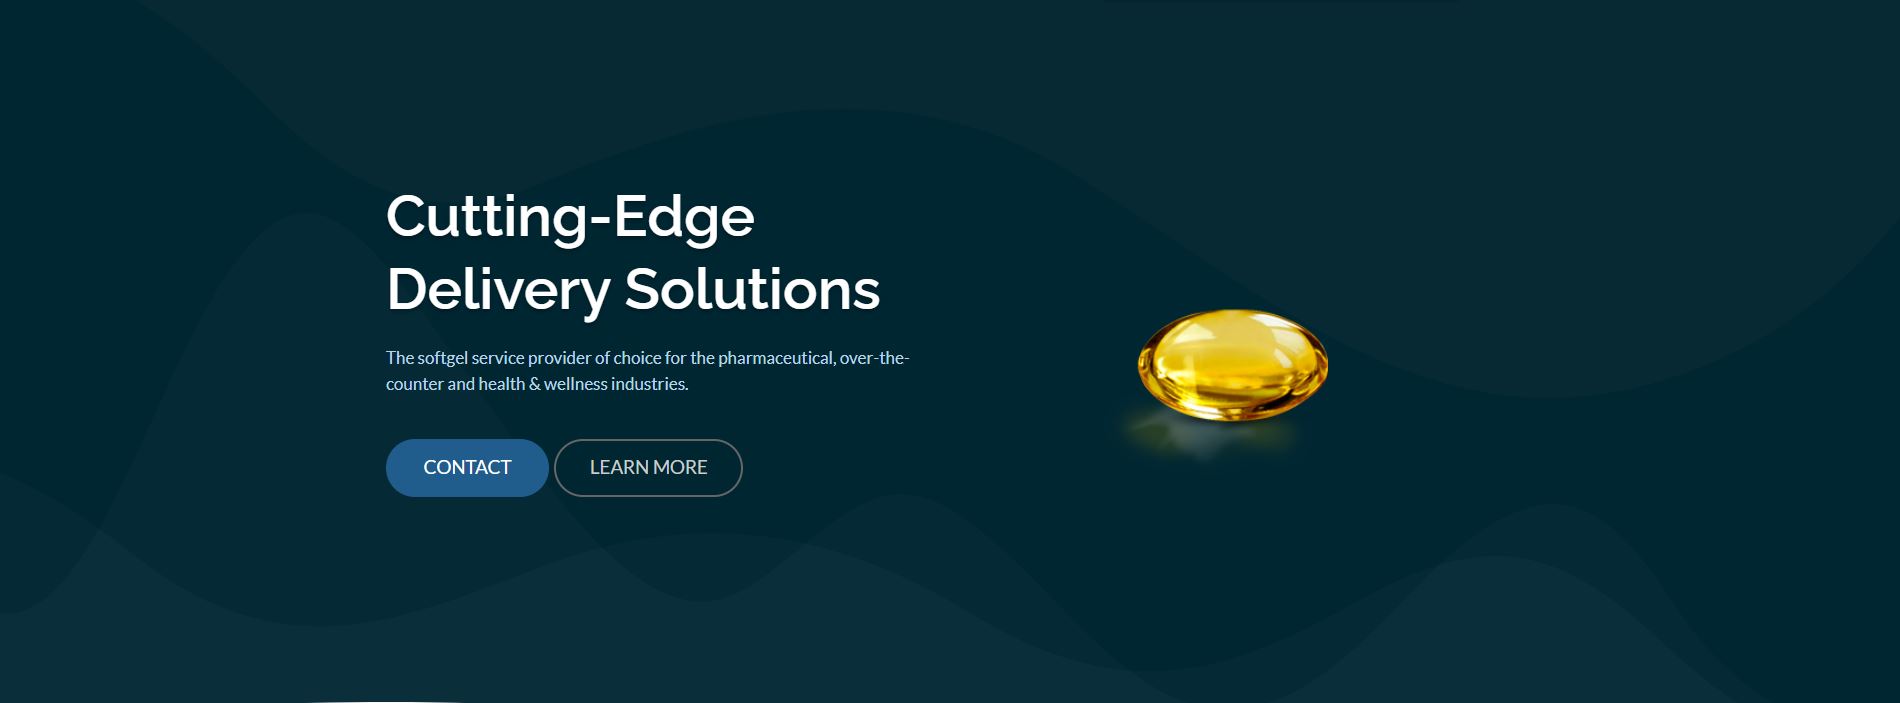 Cutting-Edge
Delivery Solutions
The softgel service provider of choice for the pharmaceutical, over-the-
counter and health & wellness industries.
CONTACT
LEARN MORE